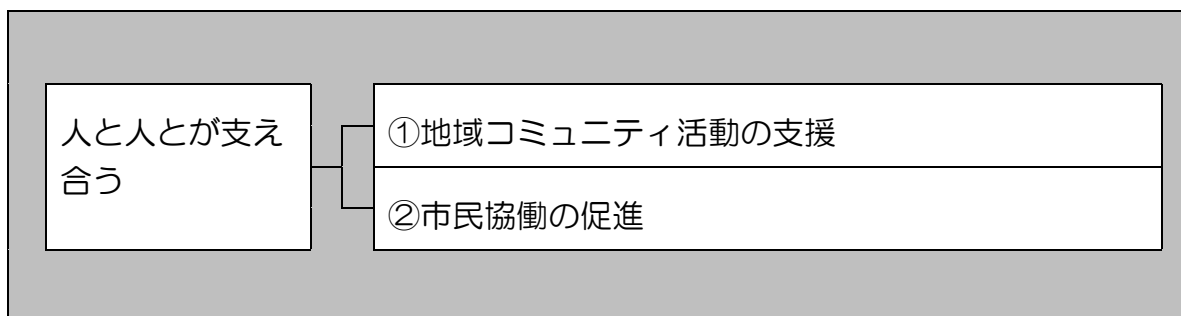 人と人とが支え
合う
①地域コミュニティ活動の支援
②市民協働の促進